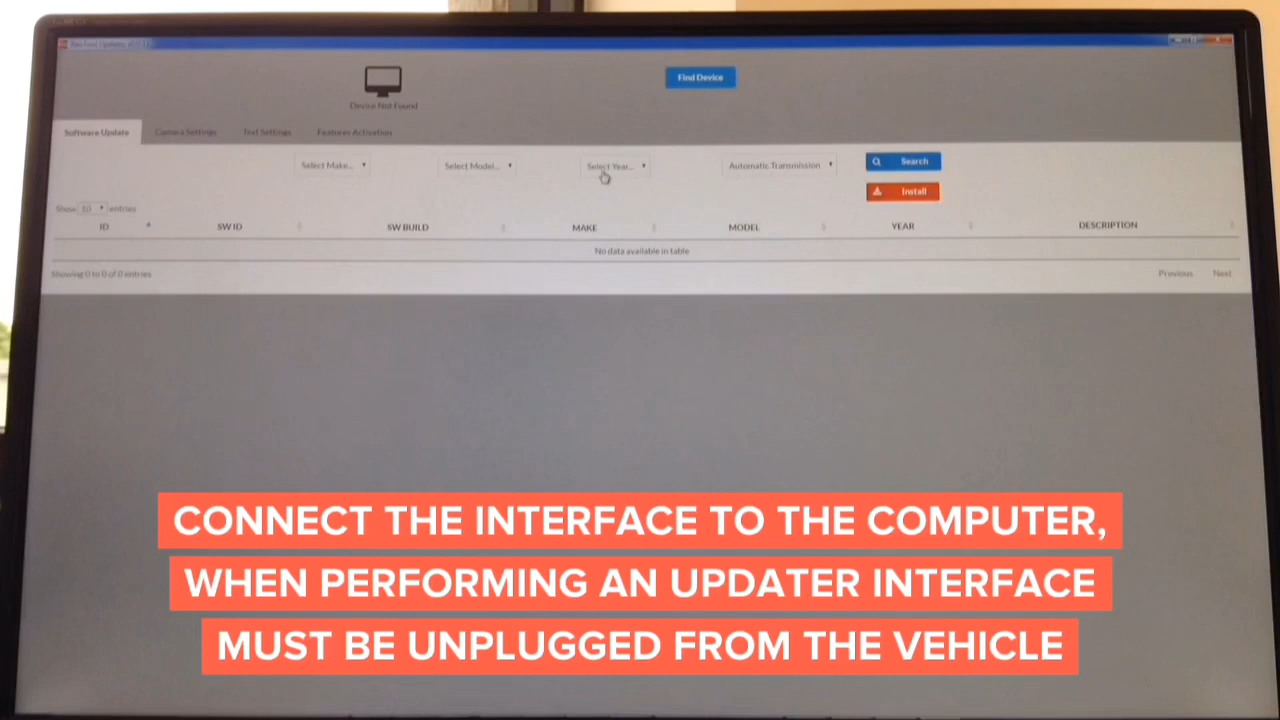 Find Device
Device Not Found
Software Update Camera Settings Text Settings Features Activation
Select Make... Select Model... Select Year... Automatic Transmission Search
Install
Show 10 entries
ID SW ID SW BUILD MAKE MODEL YEAR DESCRIPTION
No data available in table
Showing 0 to 0 of 0 entries Previous Next
CONNECT THE INTERFACE TO THE COMPUTER,
WHEN PERFORMING AN UPDATER INTERFACE
MUST BE UNPLUGGED FROM THE VEHICLE